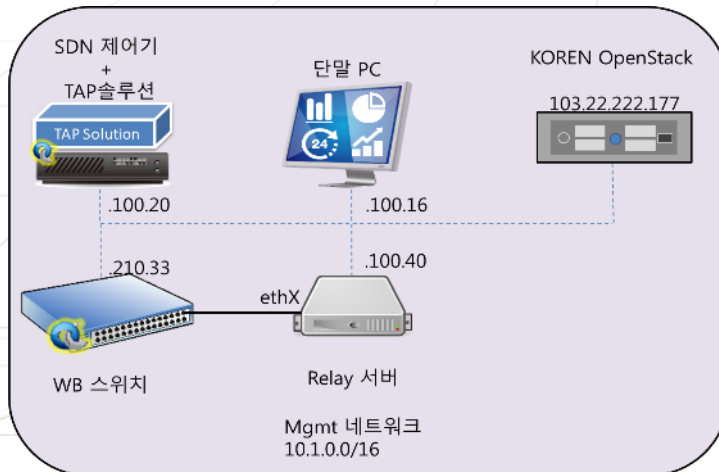 SDN 제어기
+
TAP솔루션
TAP Solution
단말 PC
24
KOREN OpenStack
103.22.222.177
.100.20
.100.16
.210.33
.100.40
ethX
WB 스위치
Relay 서버
Mgmt 네트워크
10.1.0.0/16